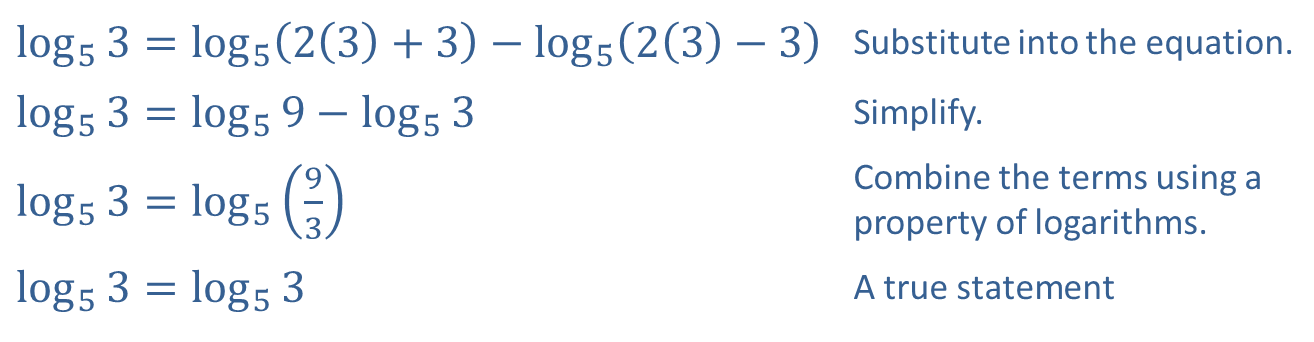 log₅ 3 = log₅(2(3) + 3) − log₅(2(3) − 3) Substitute into the equation.
log₅ 3 = log₅ 9 − log₅ 3 Simplify.
log₅ 3 = log₅ (9/3) Combine the terms using a
property of logarithms.
log₅ 3 = log₅ 3 A true statement